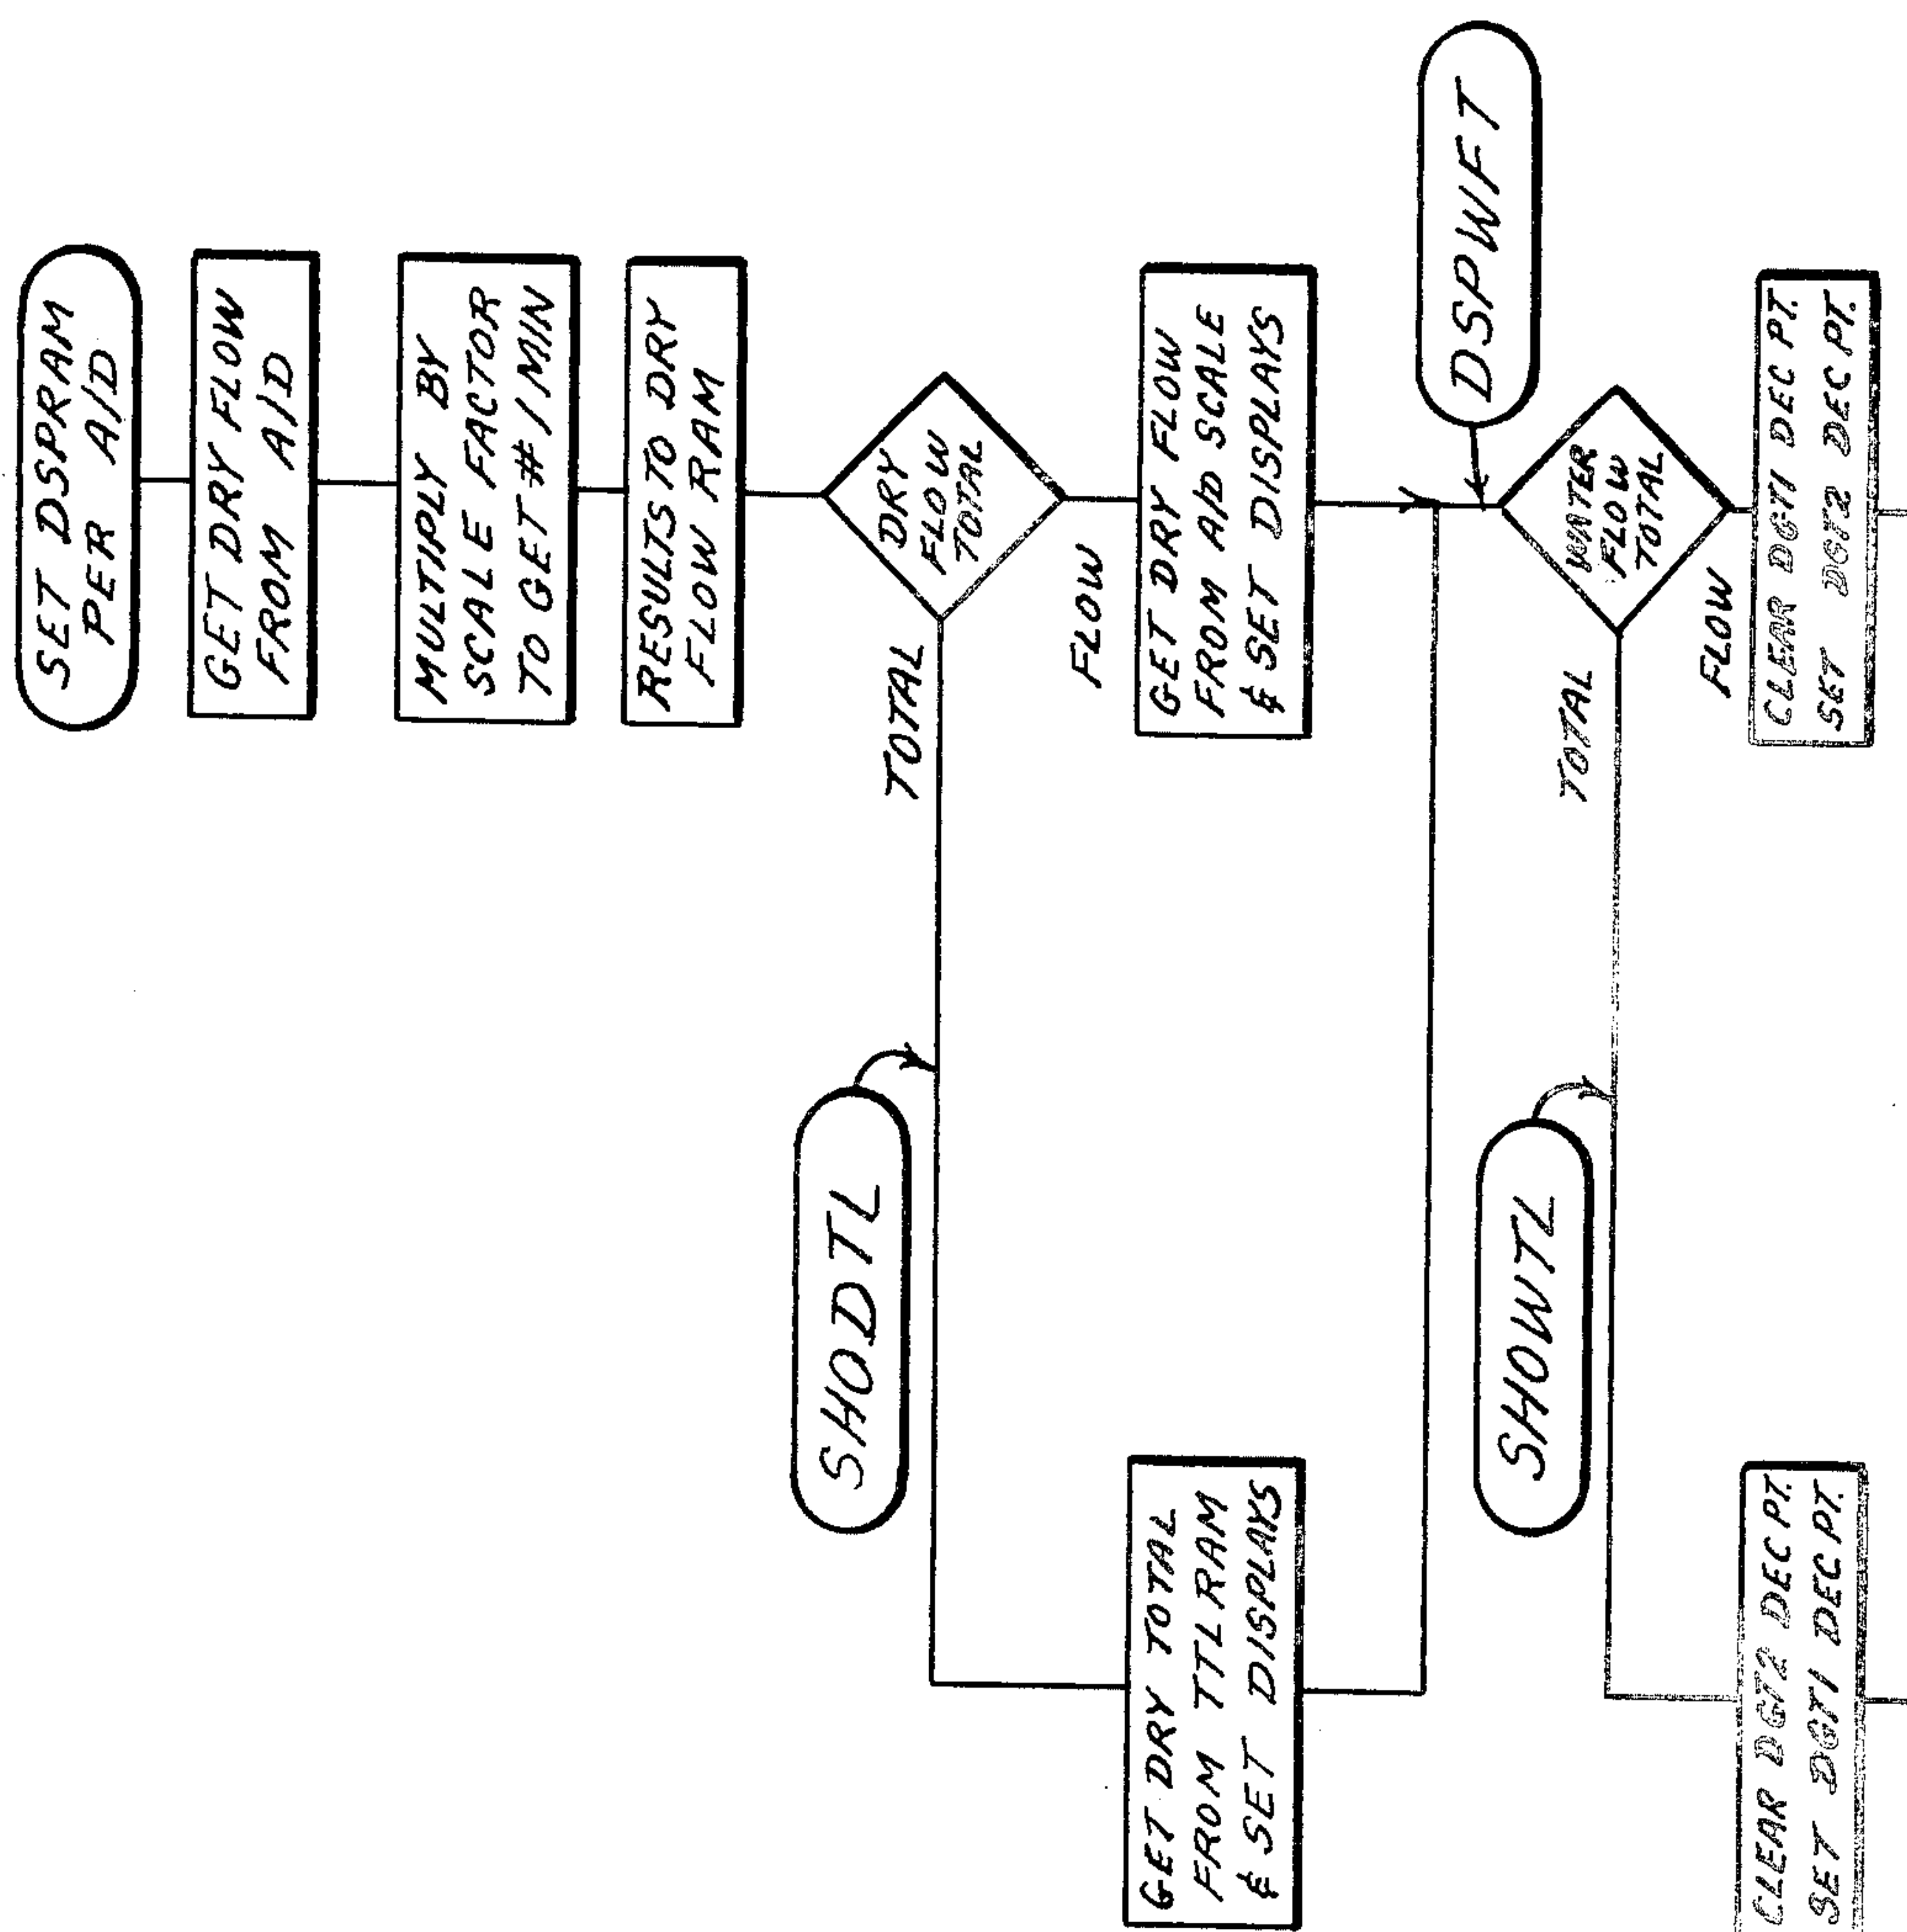 SET DSPRAM
PER A/D
GET DRY FLOW
FROM A/D
MULTIPLY BY
SCALE FACTOR
TO GET #/MIN
RESULTS TO DRY
FLOW RAM
DRY
FLOW
TOTAL
TOTAL
FLOW
SHODTL
GET DRY TOTAL
FROM TTLRAM
& SET DISPLAYS
GET DRY FLOW
FROM A/D SCALE
& SET DISPLAYS
DSPWFT
WATER
FLOW
TOTAL
TOTAL
FLOW
SHOWTL
CLEAR DGT2 DEC PT.
SET DGT1 DEC PT.
CLEAR DGT1 DEC PT.
SET DGT2 DEC PT.